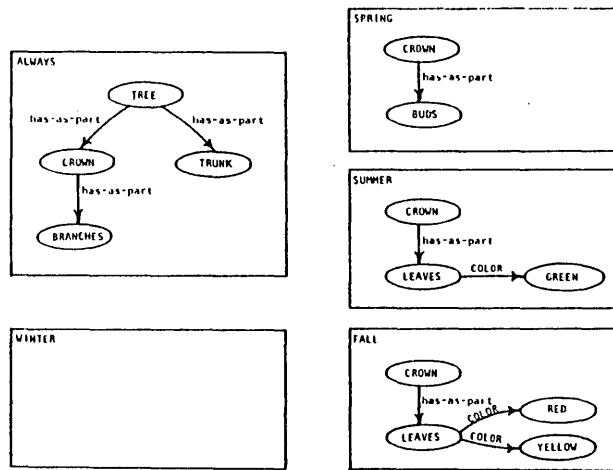 ALWAYS
TREE
has-as-part
has-as-part
CROWN
TRUNK
has-as-part
BRANCHES
SPRING
CROWN
has-as-part
BUDS
SUMMER
CROWN
has-as-part
LEAVES
COLOR
GREEN
WINTER
FALL
CROWN
has-as-part
COLOR
RED
LEAVES
COLOR
YELLOW